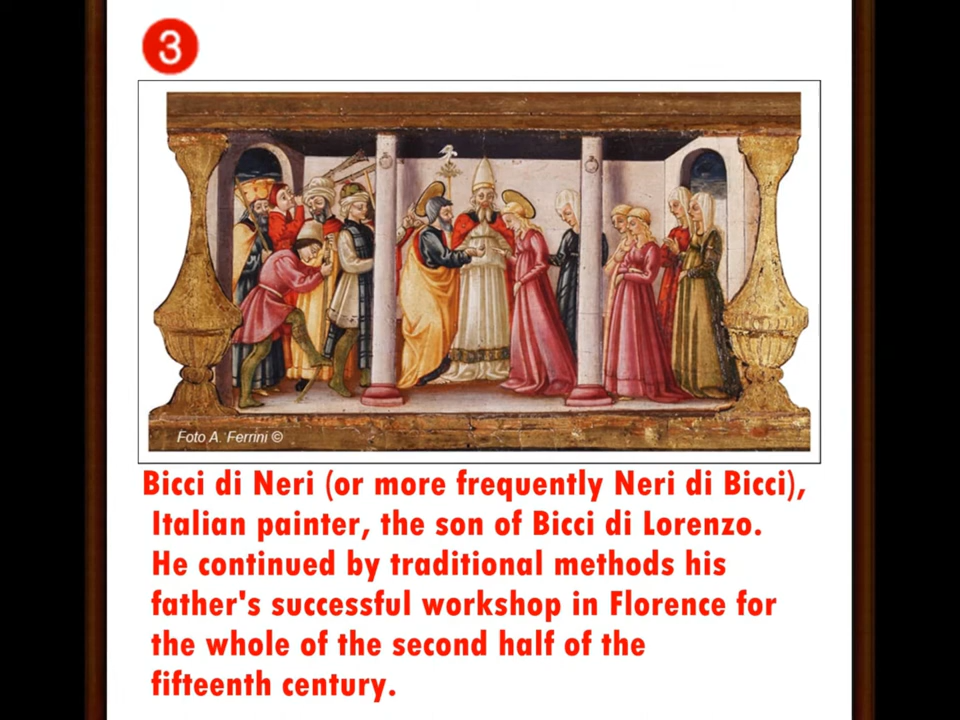 3
Foto A. Ferrini ©
Bicci di Neri (or more frequently Neri di Bicci),
Italian painter, the son of Bicci di Lorenzo.
He continued by traditional methods his
father's successful workshop in Florence for
the whole of the second half of the
fifteenth century.